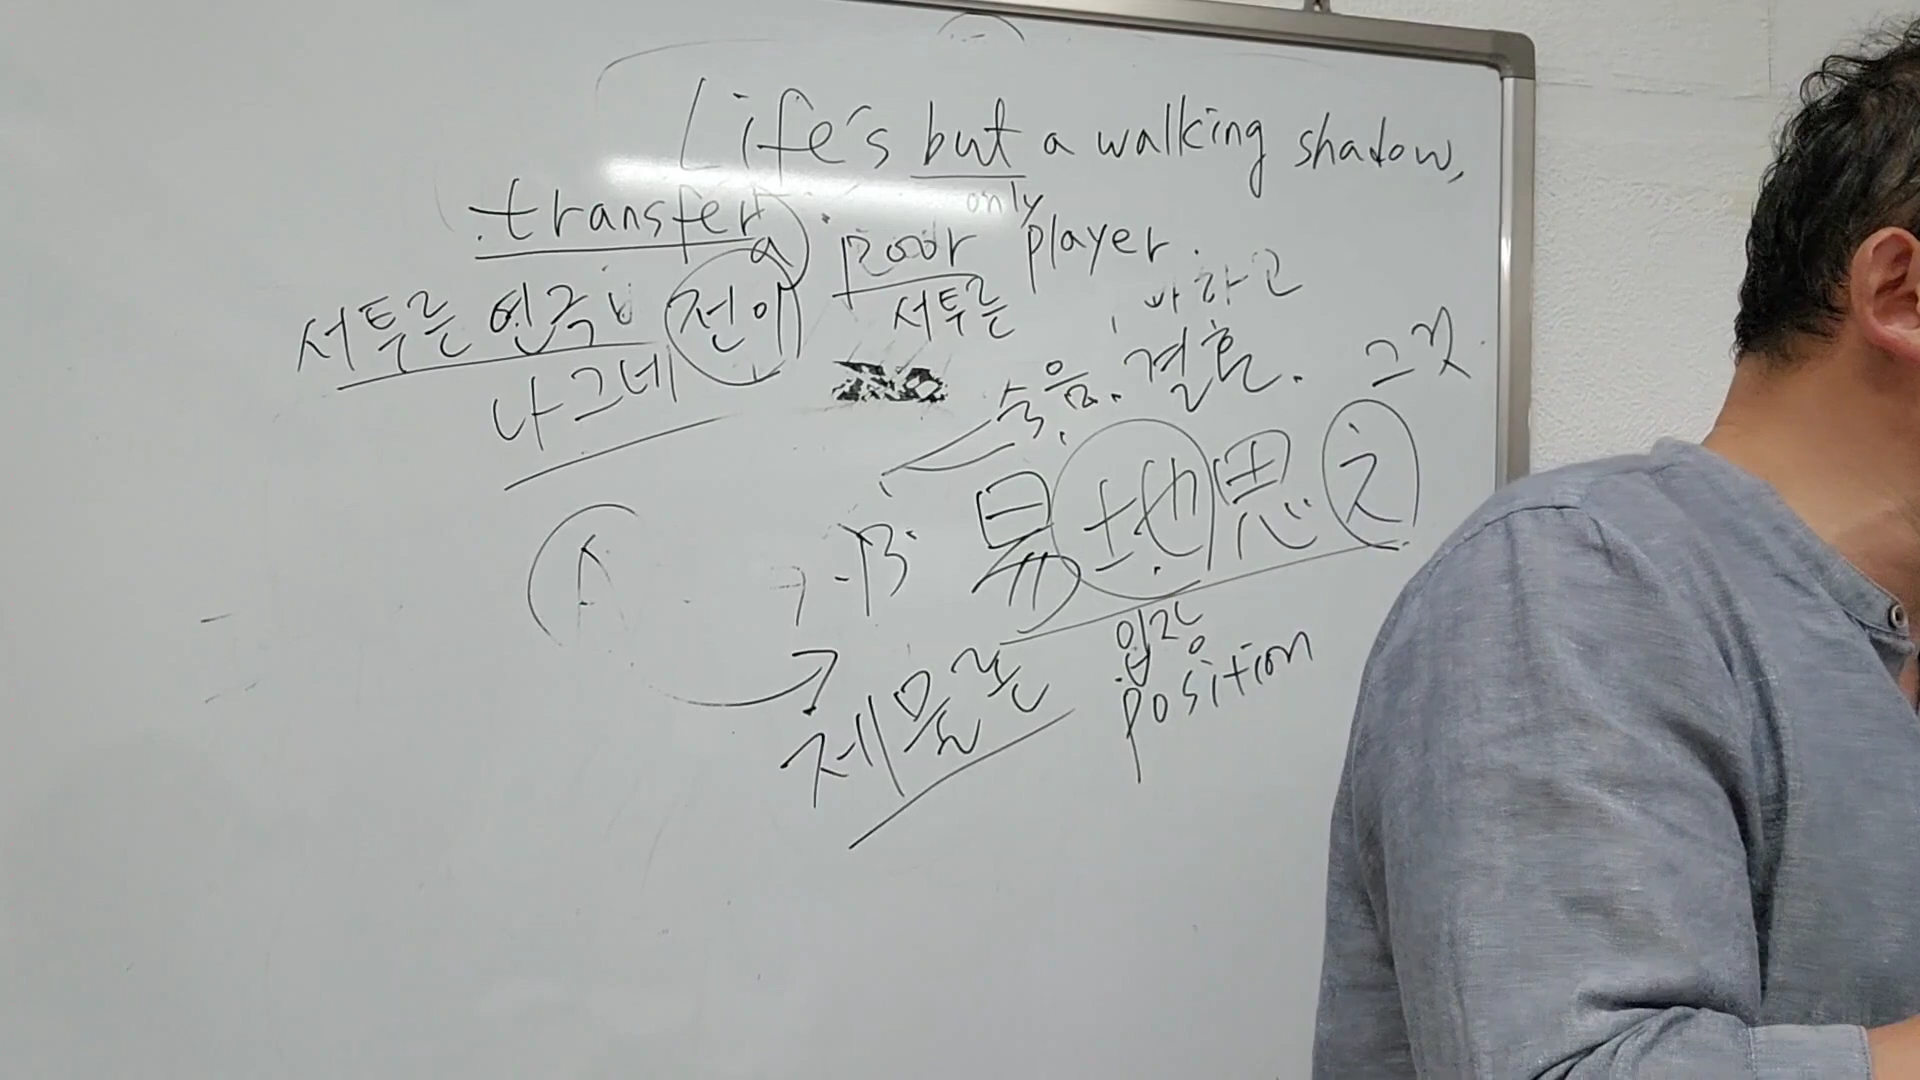 Life's but a walking shadow,
only
transfer a poor player.
서투른 연극 전이 서투른
나그네
바라고
죽음. 결혼. 그것
A B 易地思之
입장
제물론 position